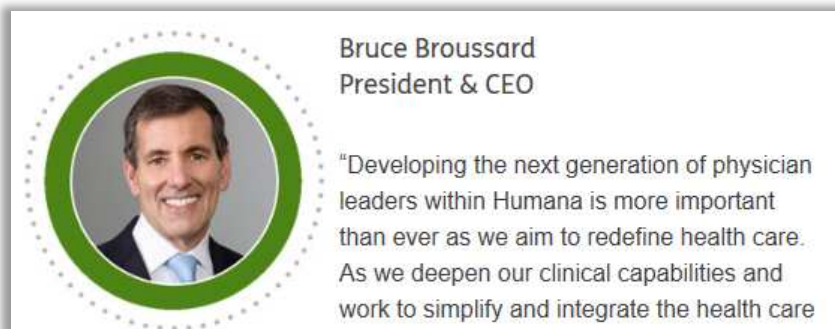 Bruce Broussard
President & CEO
“Developing the next generation of physician
leaders within Humana is more important
than ever as we aim to redefine health care.
As we deepen our clinical capabilities and
work to simplify and integrate the health care